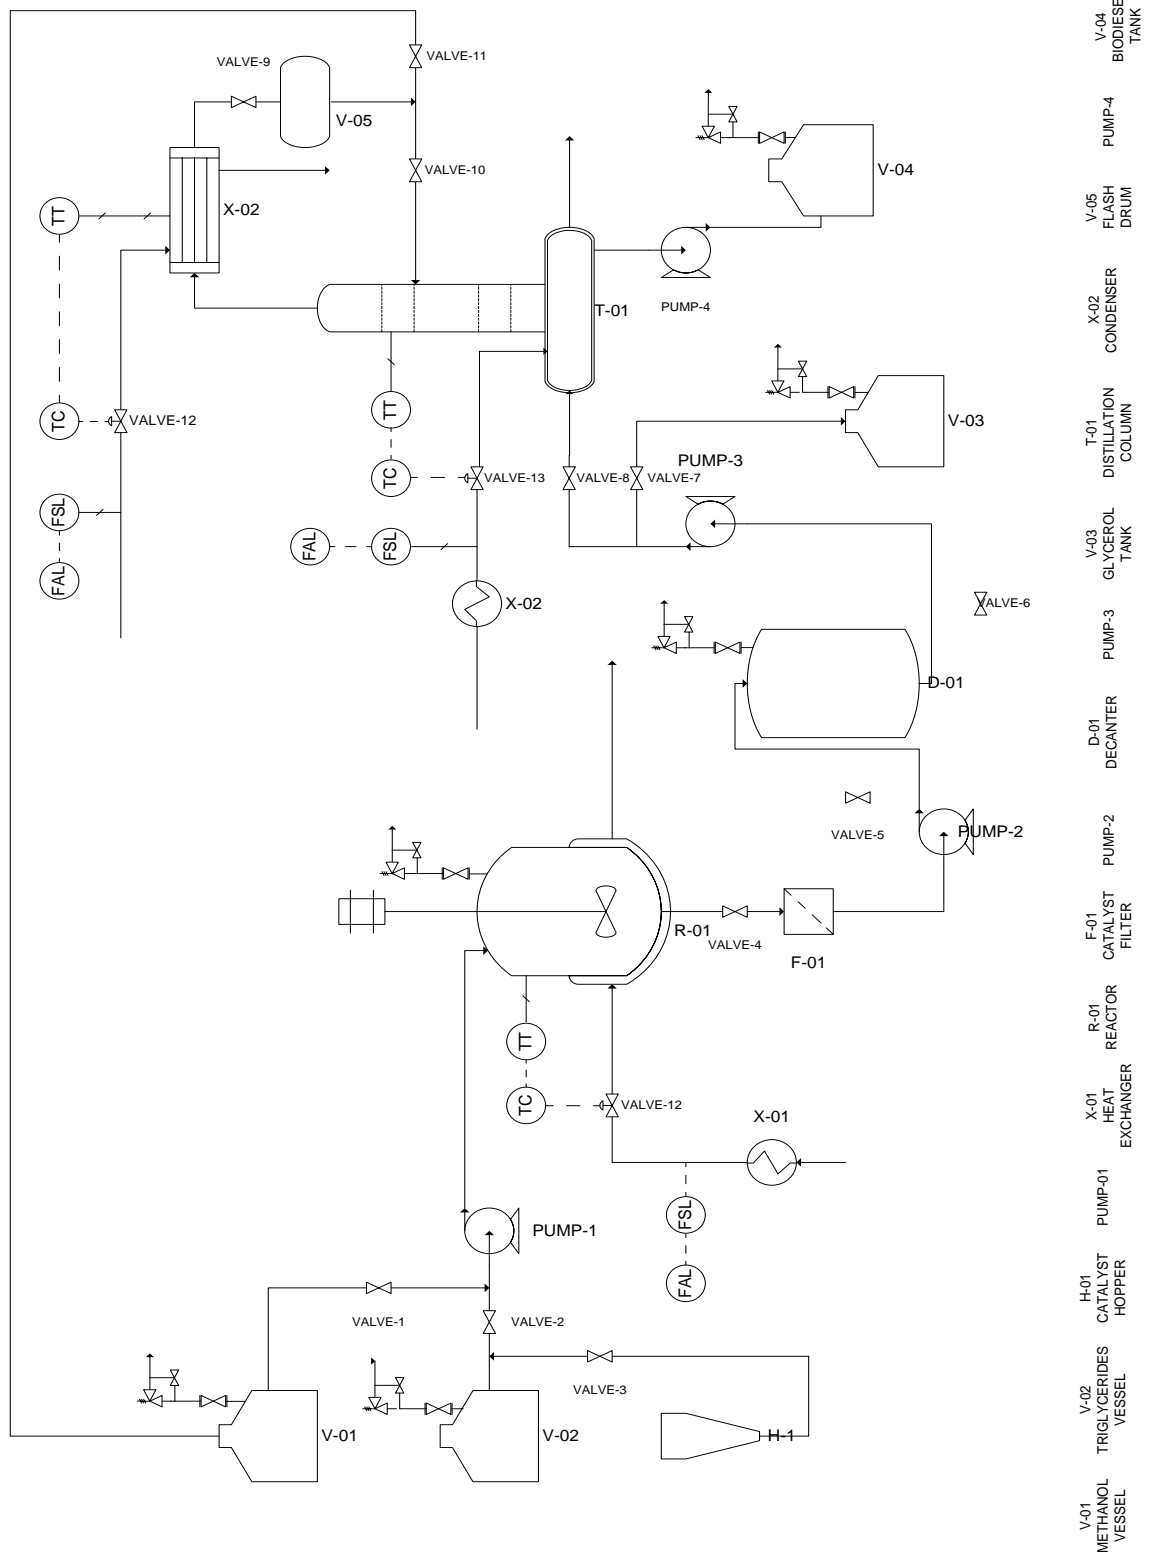 VALVE-11
VALVE-9
V-05
VALVE-10
X-02
TT
TC
VALVE-12
FSL
FAL
V-04
T-01
PUMP-4
TT
TC
VALVE-13
FAL
FSL
X-02
V-03
PUMP-3
VALVE-8
VALVE-7
VALVE-6
D-01
VALVE-5
PUMP-2
R-01
VALVE-4
F-01
TT
TC
VALVE-12
X-01
FSL
FAL
PUMP-1
VALVE-1
VALVE-2
VALVE-3
V-01
V-02
H-1
V-01
METHANOL
VESSEL
V-02
TRIGLYCERIDES
VESSEL
H-01
CATALYST
HOPPER
PUMP-01
X-01
HEAT
EXCHANGER
R-01
REACTOR
F-01
CATALYST
FILTER
PUMP-2
D-01
DECANTER
PUMP-3
V-03
GLYCEROL
TANK
T-01
DISTILLATION
COLUMN
X-02
CONDENSER
V-05
FLASH
DRUM
PUMP-4
V-04
BIODIESE
TANK